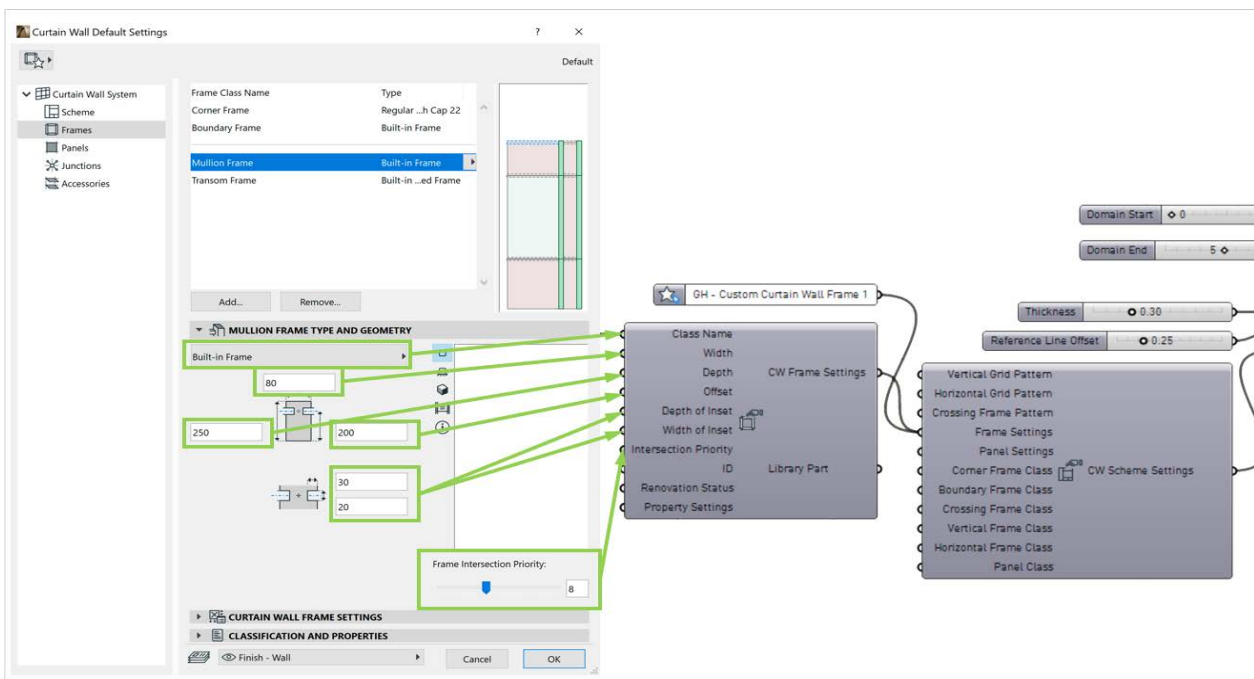 Curtain Wall Default Settings
?
Default
Curtain Wall System
Scheme
Frames
Panels
Junctions
Accessories
Frame Class Name Type
Corner Frame Regular ...h Cap 22
Boundary Frame Built-in Frame
Mullion Frame Built-in Frame
Transom Frame Built-in ...ed Frame
Add... Remove...
MULLION FRAME TYPE AND GEOMETRY
Built-in Frame
80
250 200
30
20
Frame Intersection Priority:
8
CURTAIN WALL FRAME SETTINGS
CLASSIFICATION AND PROPERTIES
Finish - Wall
Cancel OK
GH - Custom Curtain Wall Frame 1
Class Name
Width
Depth
Offset
Depth of Inset
Width of Inset
Intersection Priority
ID
Renovation Status
Property Settings
CW Frame Settings
Library Part
Domain Start 0
Domain End 5
Thickness 0.30
Reference Line Offset 0.25
Vertical Grid Pattern
Horizontal Grid Pattern
Crossing Frame Pattern
Frame Settings
Panel Settings
Corner Frame Class
Boundary Frame Class
Crossing Frame Class
Vertical Frame Class
Horizontal Frame Class
Panel Class
CW Scheme Settings